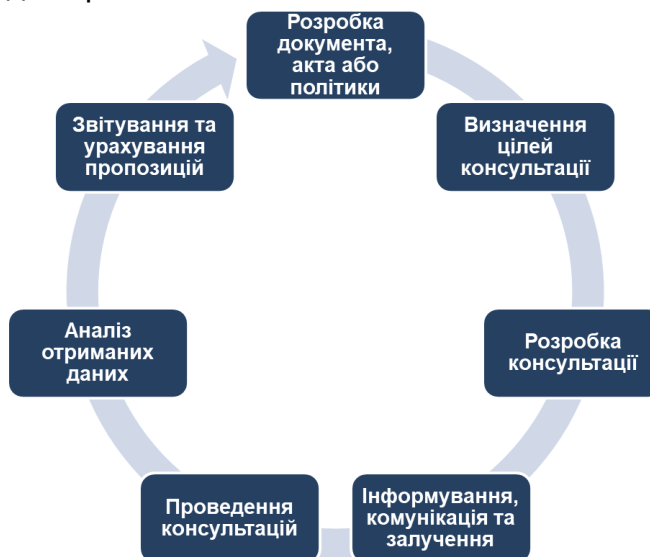 Розробка
документа,
акта або
політики
Визначення
цілей
консультації
Розробка
консультації
Інформування,
комунікація та
залучення
Проведення
консультацій
Аналіз
отриманих
даних
Звітування та
урахування
пропозицій